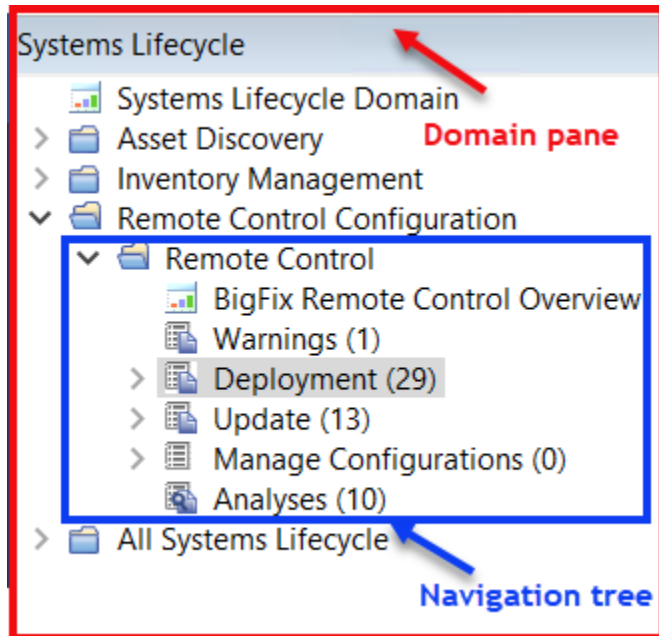 Systems Lifecycle
Systems Lifecycle Domain
Asset Discovery
Domain pane
Inventory Management
Remote Control Configuration
Remote Control
BigFix Remote Control Overview
Warnings (1)
Deployment (29)
Update (13)
Manage Configurations (0)
Analyses (10)
All Systems Lifecycle
Navigation tree